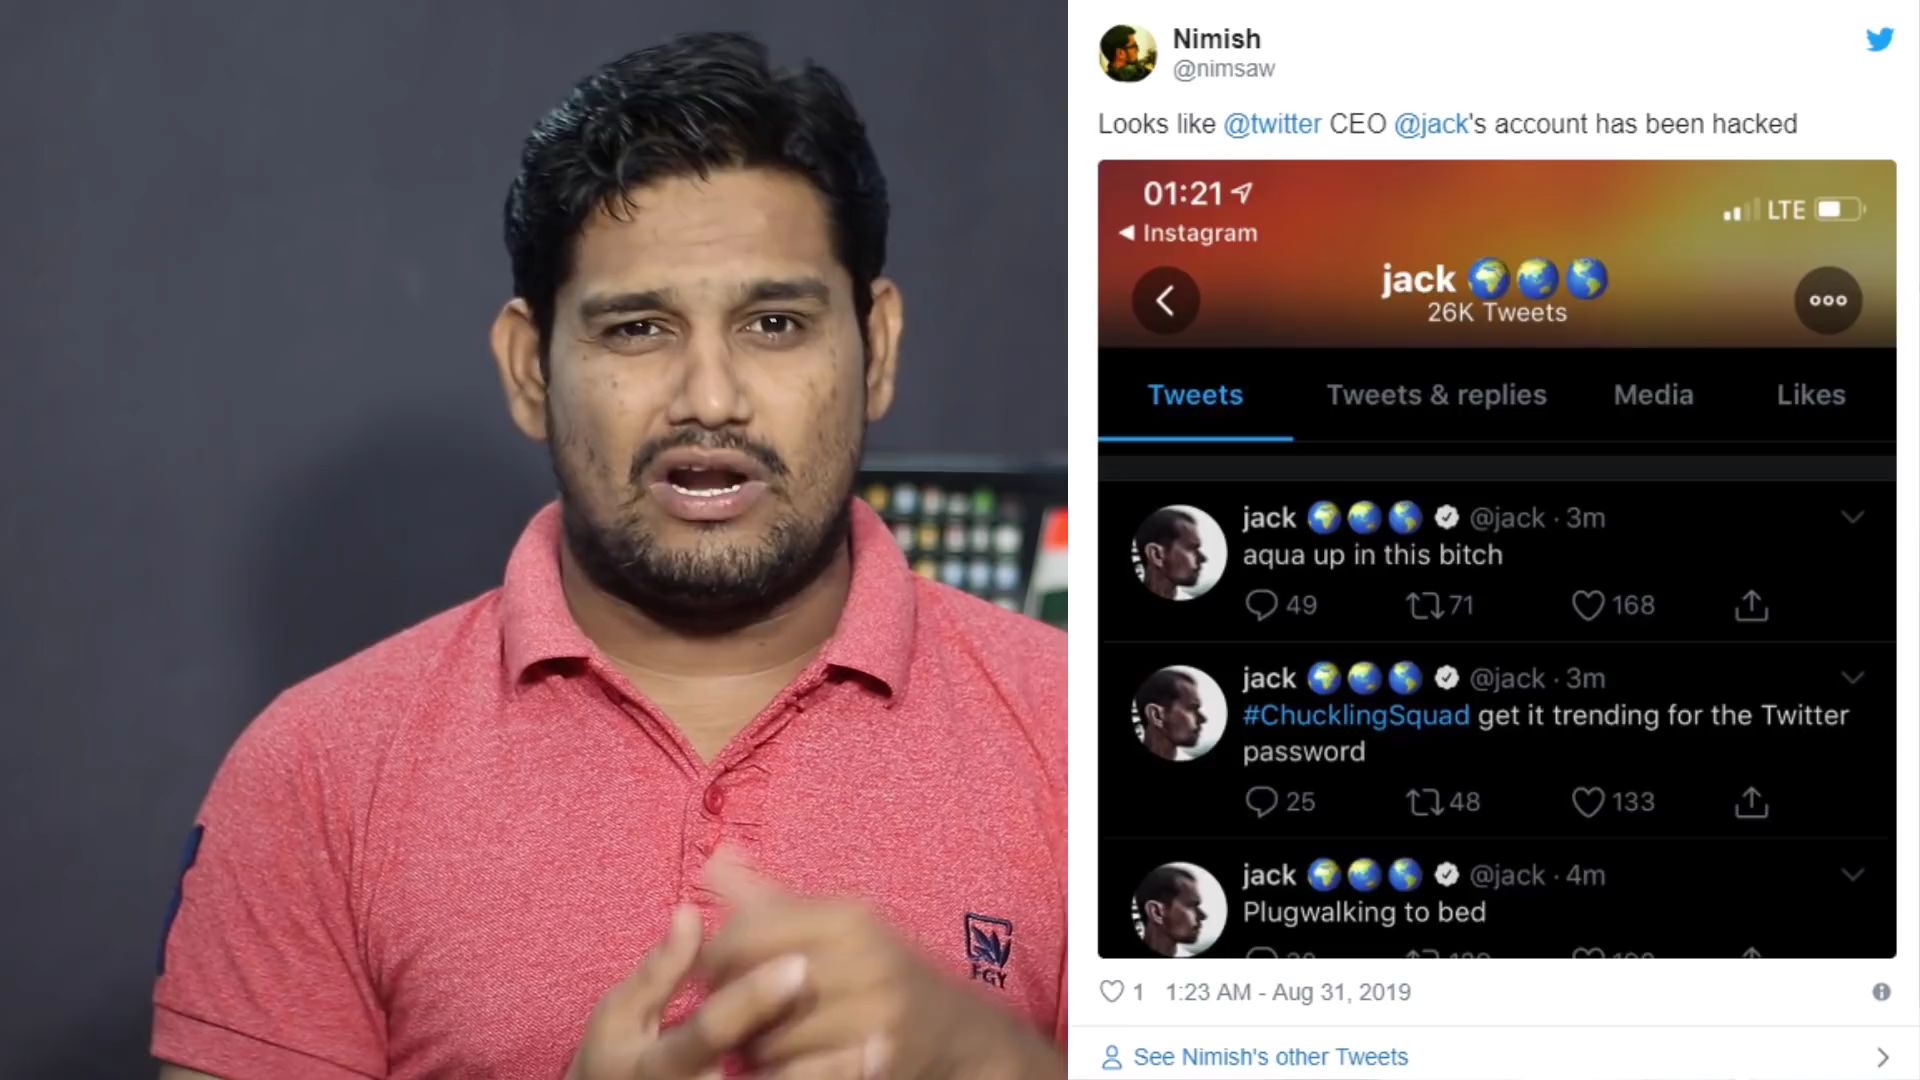 Nimish
@nimsaw
Looks like @twitter CEO @jack's account has been hacked
01:21
LTE
◀ Instagram
jack 🌍🌏🌎
26K Tweets
Tweets
Tweets & replies
Media
Likes
jack 🌍🌏🌎 @jack · 3m
aqua up in this bitch
49
71
168
jack 🌍🌏🌎 @jack · 3m
#ChucklingSquad get it trending for the Twitter
password
25
48
133
jack 🌍🌏🌎 @jack · 4m
Plugwalking to bed
1
1:23 AM - Aug 31, 2019
See Nimish's other Tweets
FGY